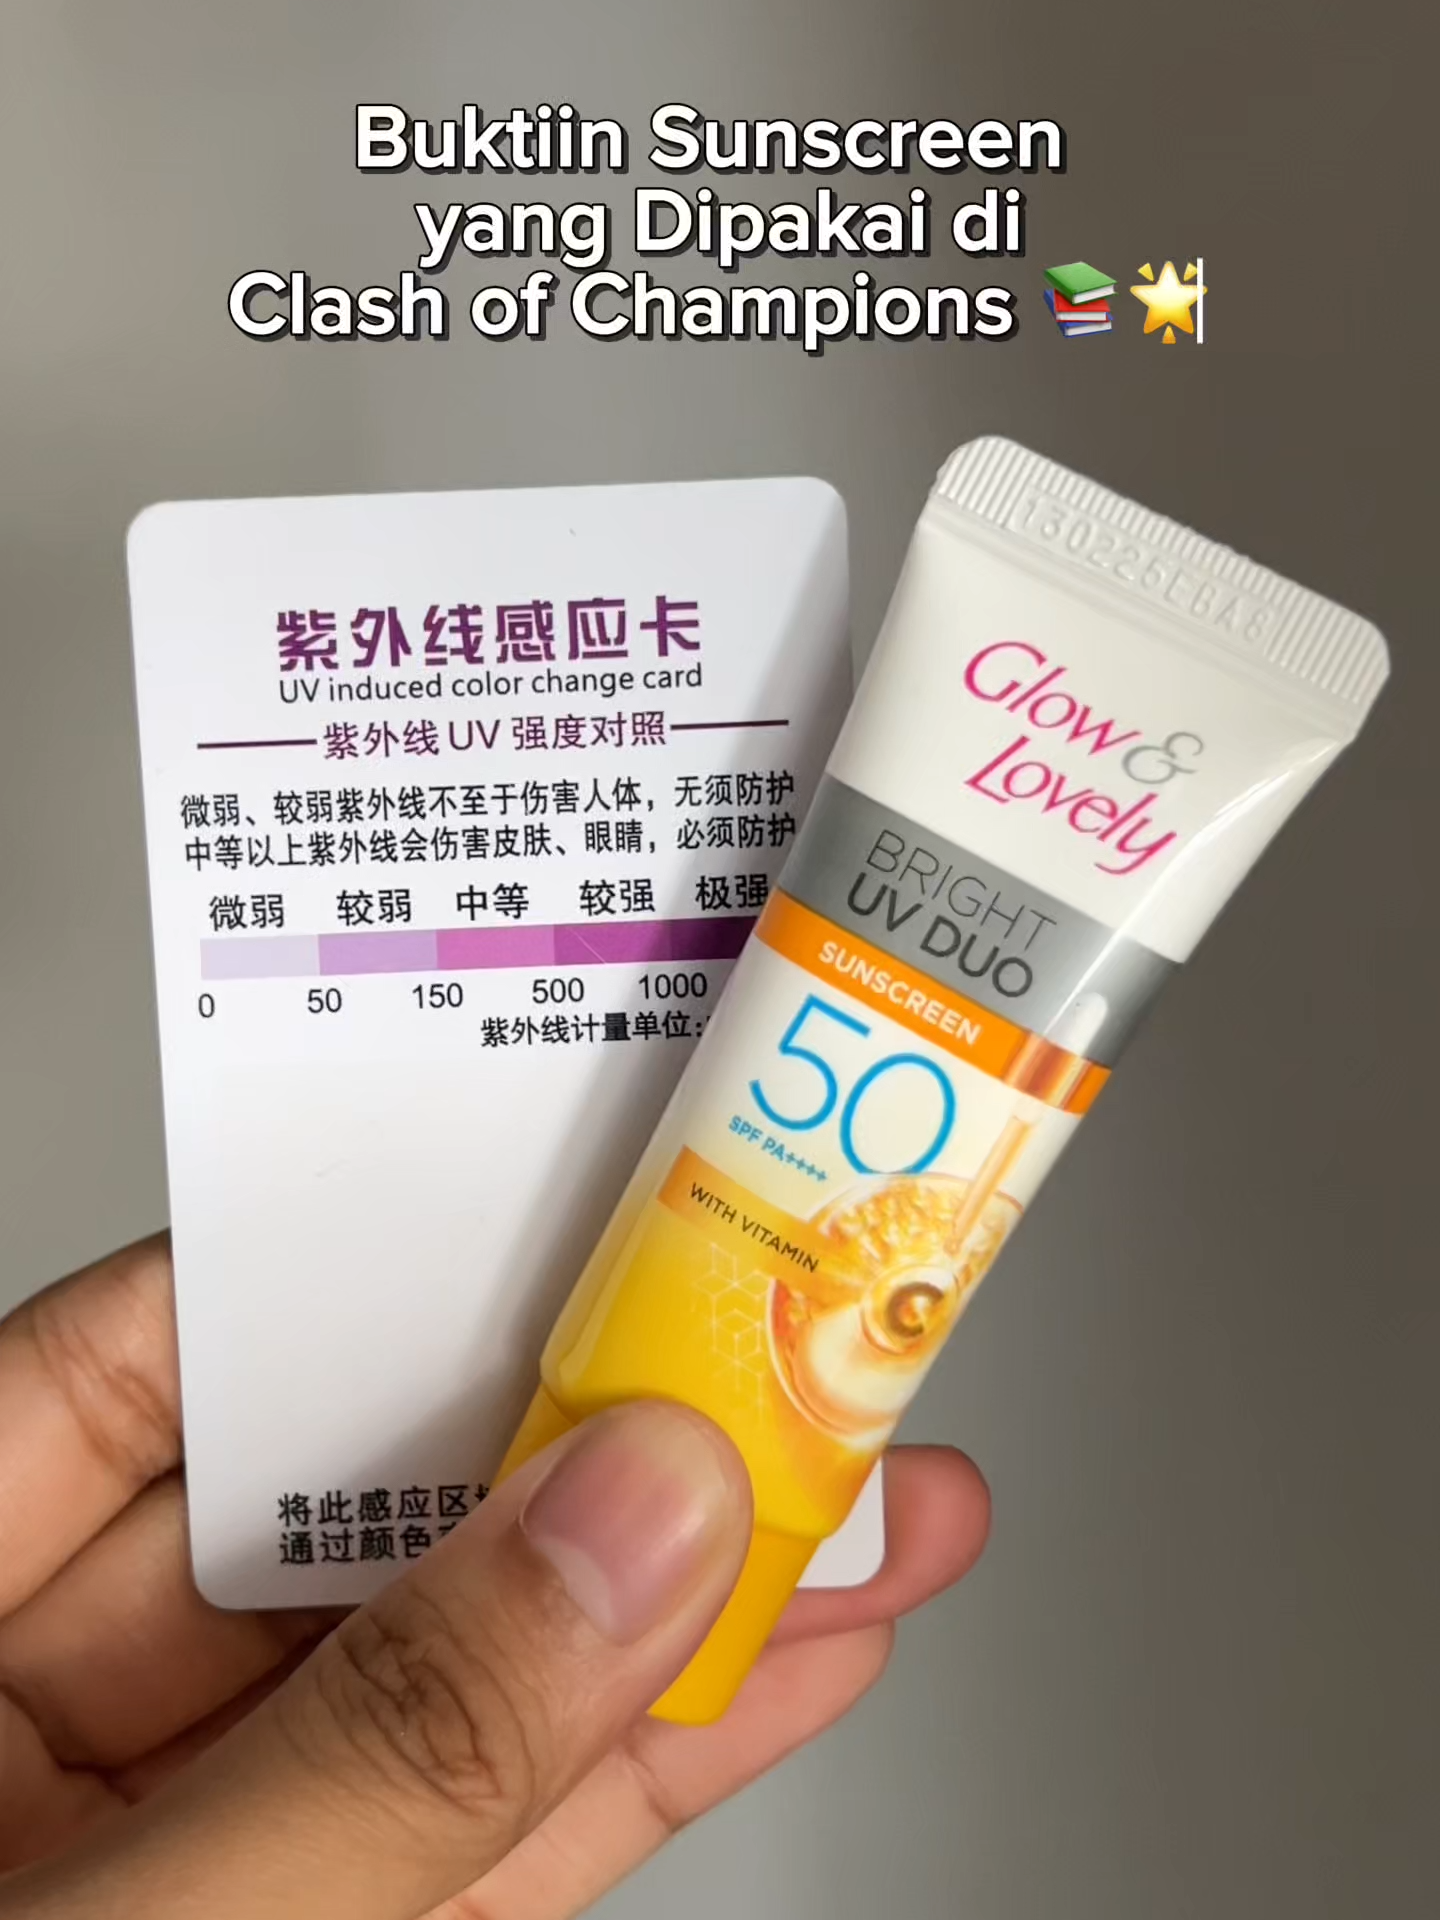 Buktiin Sunscreen
yang Dipakai di
Clash of Champions 📚🌟
紫外线感应卡
UV induced color change card
紫外线 UV 强度对照
微弱、较弱紫外线不至于伤害人体，无须防护
中等以上紫外线会伤害皮肤、眼睛，必须防护
微弱 较弱 中等 较强 极强
0 50 150 500 1000
紫外线计量单位:
将此感应区
通过颜色
130225EBA8
Glow &
Lovely
BRIGHT
UV DUO
SUNSCREEN
50
SPF PA++++
WITH VITAMIN
C